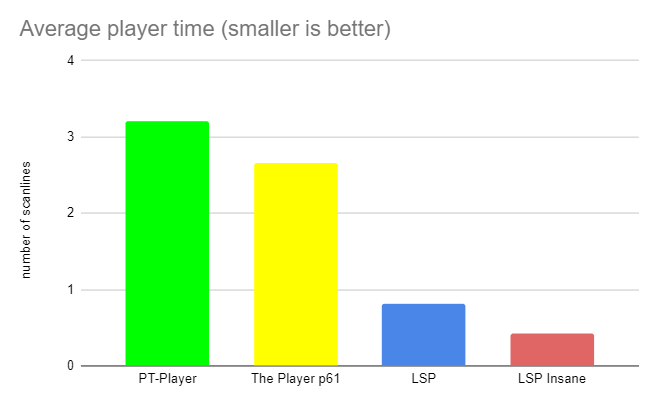 Average player time (smaller is better)
4
3
2
1
0
number of scanlines
PT-Player
The Player p61
LSP
LSP Insane